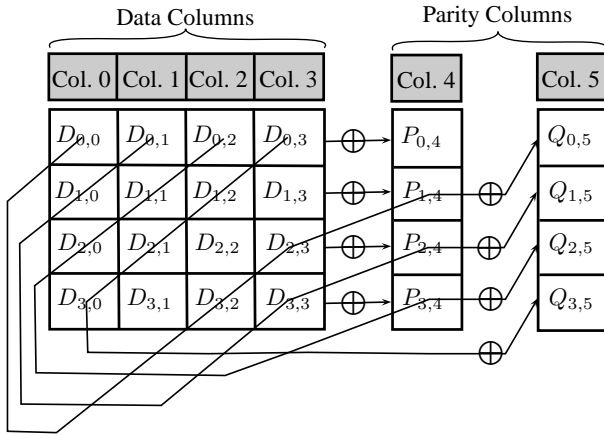 Data Columns Parity Columns
Col. 0 Col. 1 Col. 2 Col. 3 Col. 4 Col. 5
D0,0 D0,1 D0,2 D0,3 P0,4 Q0,5
D1,0 D1,1 D1,2 D1,3 P1,4 Q1,5
D2,0 D2,1 D2,2 D2,3 P2,4 Q2,5
D3,0 D3,1 D3,2 D3,3 P3,4 Q3,5